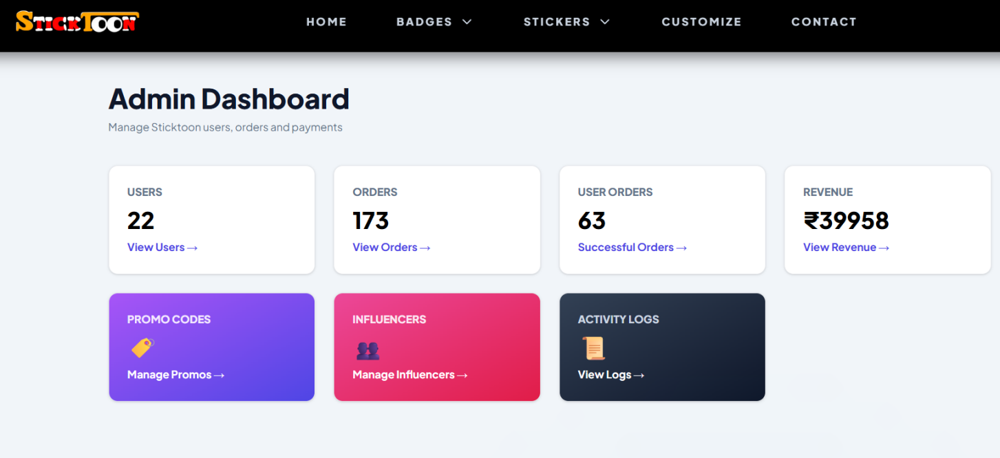 STICKTOON HOME BADGES STICKERS CUSTOMIZE CONTACT
Admin Dashboard
Manage Sticktoon users, orders and payments
USERS
22
View Users →
ORDERS
173
View Orders →
USER ORDERS
63
Successful Orders →
REVENUE
₹39958
View Revenue →
PROMO CODES
Manage Promos →
INFLUENCERS
Manage Influencers →
ACTIVITY LOGS
View Logs →